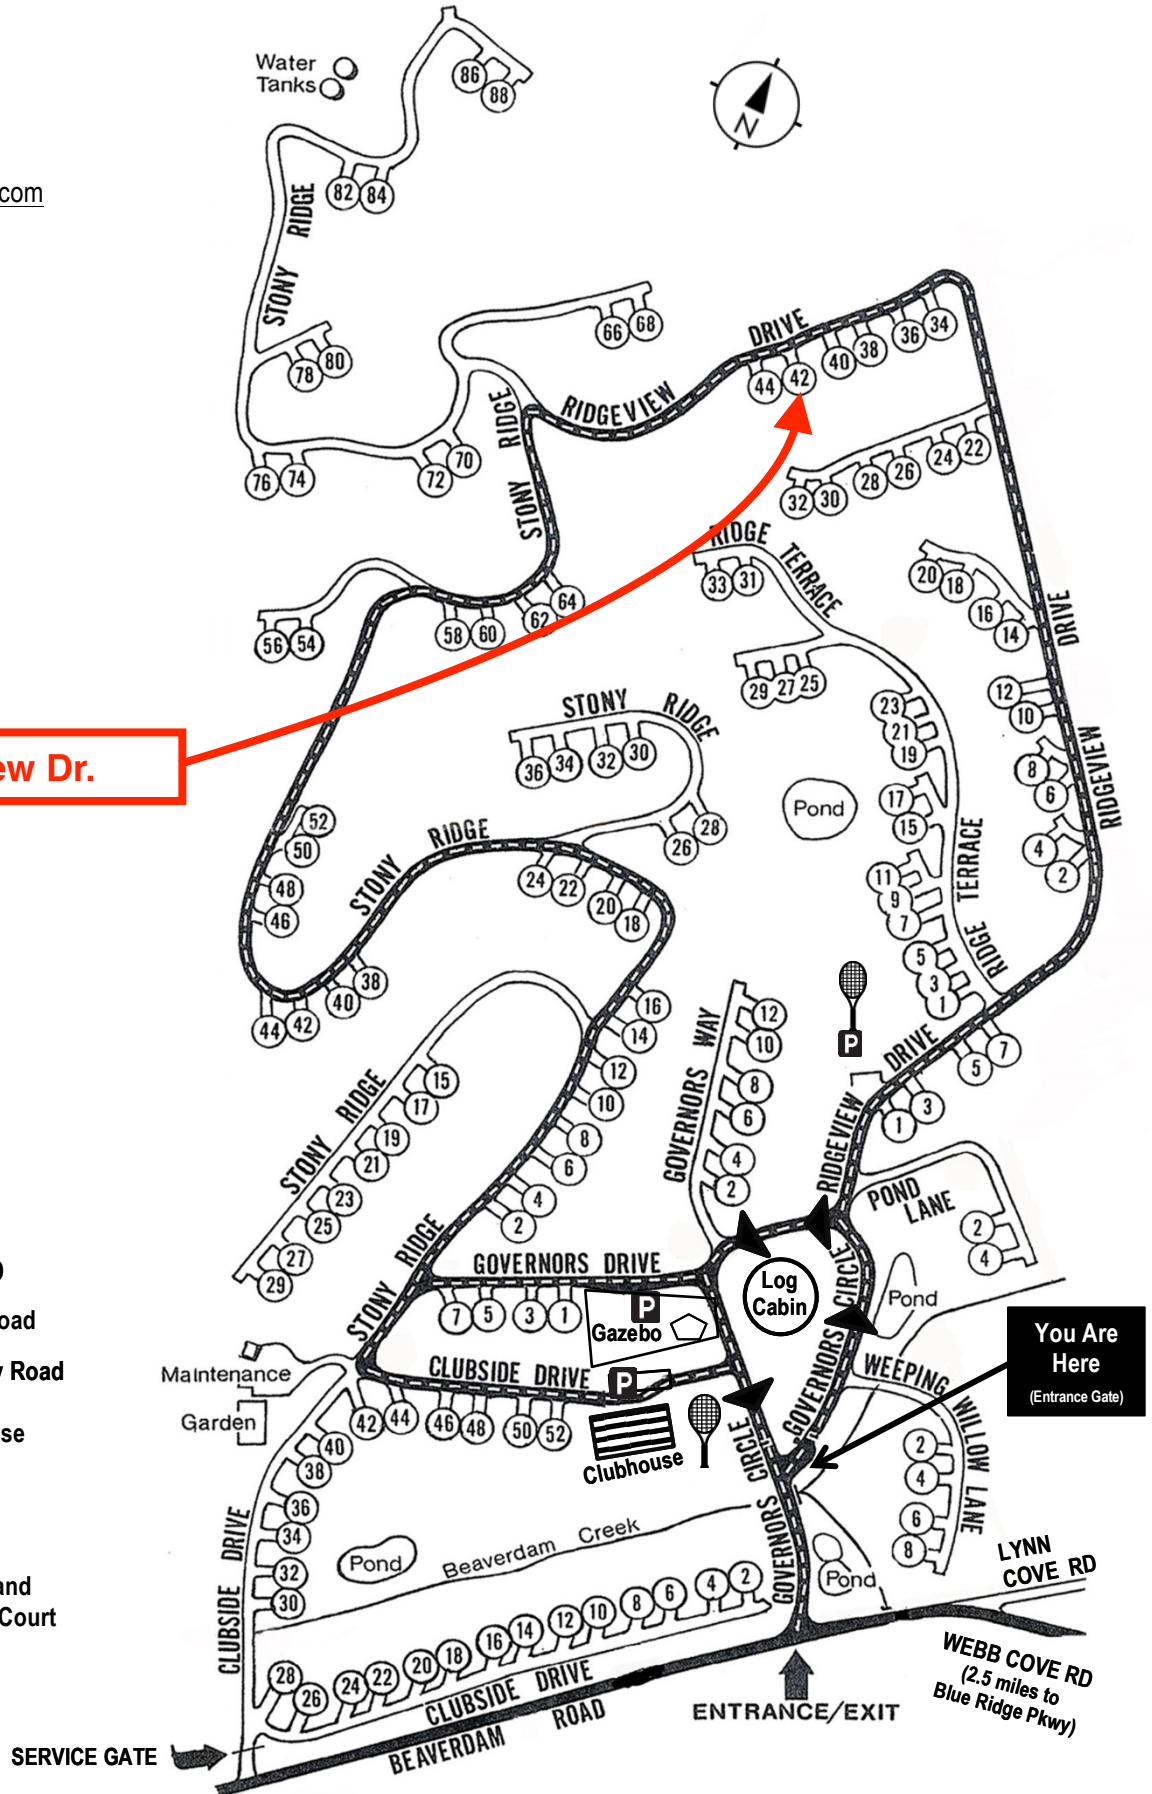 Water
Tanks
86
88
N
.com
82
84
STONY RIDGE
66
68
DRIVE
34
36
38
40
42
44
78
80
RIDGEVIEW
STONY RIDGE
70
72
74
76
22
24
26
28
30
32
RIDGE TERRACE
33
31
20
18
16
14
DRIVE
64
62
60
58
56
54
29
27
25
12
10
STONY RIDGE
36
34
32
30
23
21
19
8
6
RIDGEVIEW
ew Dr.
Pond
17
15
52
50
STONY RIDGE
28
26
4
2
24
22
20
18
48
46
11
9
7
TERRACE
RIDGE
5
3
1
38
40
42
44
16
14
GOVERNORS WAY
12
10
8
6
4
2
P
DRIVE
7
5
3
1
RIDGEVIEW
STONY RIDGE
15
17
19
21
23
25
27
29
12
10
8
6
4
2
POND
LANE
2
4
STONY RIDGE
GOVERNORS DRIVE
7
5
3
1
P
Gazebo
Log
Cabin
GOVERNORS CIRCLE
Pond
oad
y Road
se
and
Court
You Are
Here
(Entrance Gate)
Maintenance
Garden
CLUBSIDE DRIVE
P
42
44
46
48
50
52
Clubhouse
GOVERNORS CIRCLE
WEEPING WILLOW LANE
2
4
6
8
40
38
36
34
32
30
CLUBSIDE DRIVE
Pond
Beaverdam Creek
Pond
LYNN
COVE RD
28
26
24
22
20
18
16
14
12
10
8
6
4
2
CLUBSIDE DRIVE
BEAVERDAM ROAD
ENTRANCE/EXIT
WEBB COVE RD
(2.5 miles to
Blue Ridge Pkwy)
SERVICE GATE